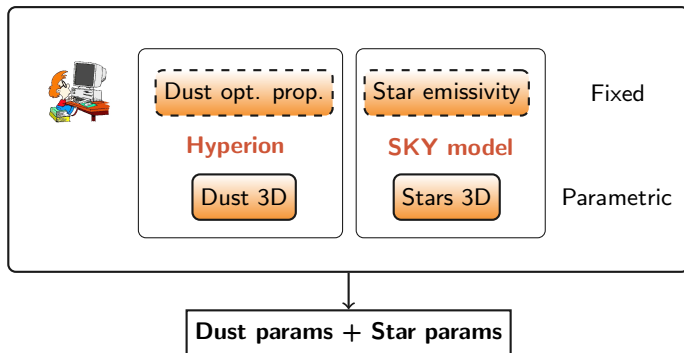 Dust opt. prop. Star emissivity Fixed
Hyperion SKY model
Dust 3D Stars 3D Parametric
Dust params + Star params